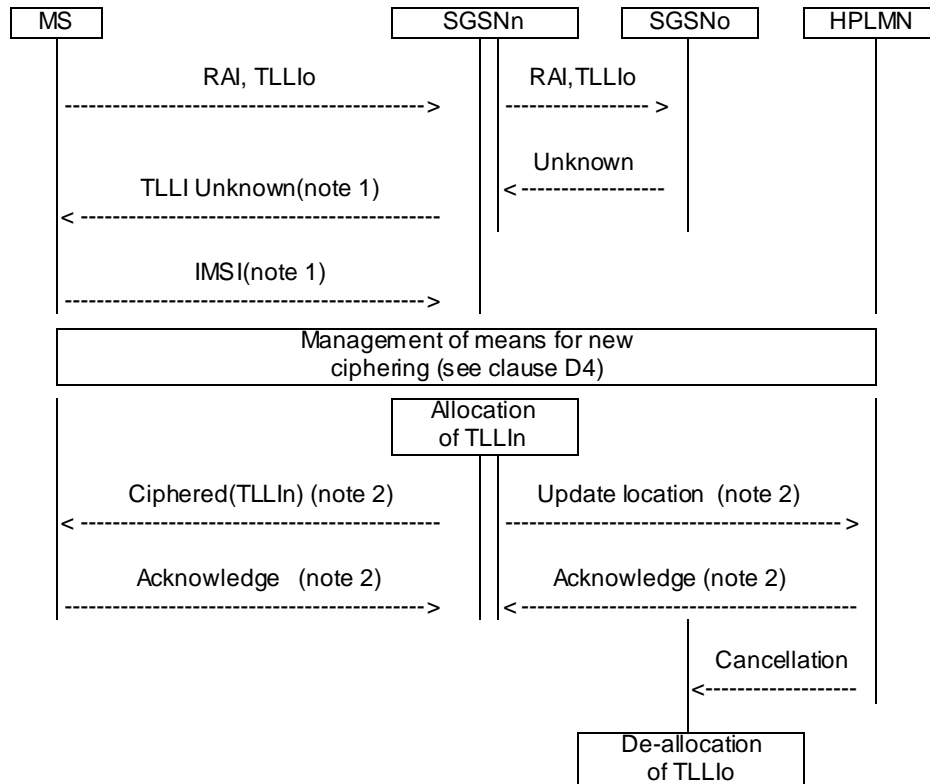 MS
SGSNn
SGSNo
HPLMN
RAI, TLLIo
RAI,TLLIo
Unknown
TLLI Unknown(note 1)
IMSI(note 1)
Management of means for new
ciphering (see clause D4)
Allocation
of TLLIn
Ciphered(TLLIn) (note 2)
Update location (note 2)
Acknowledge (note 2)
Acknowledge (note 2)
Cancellation
De-allocation
of TLLIo